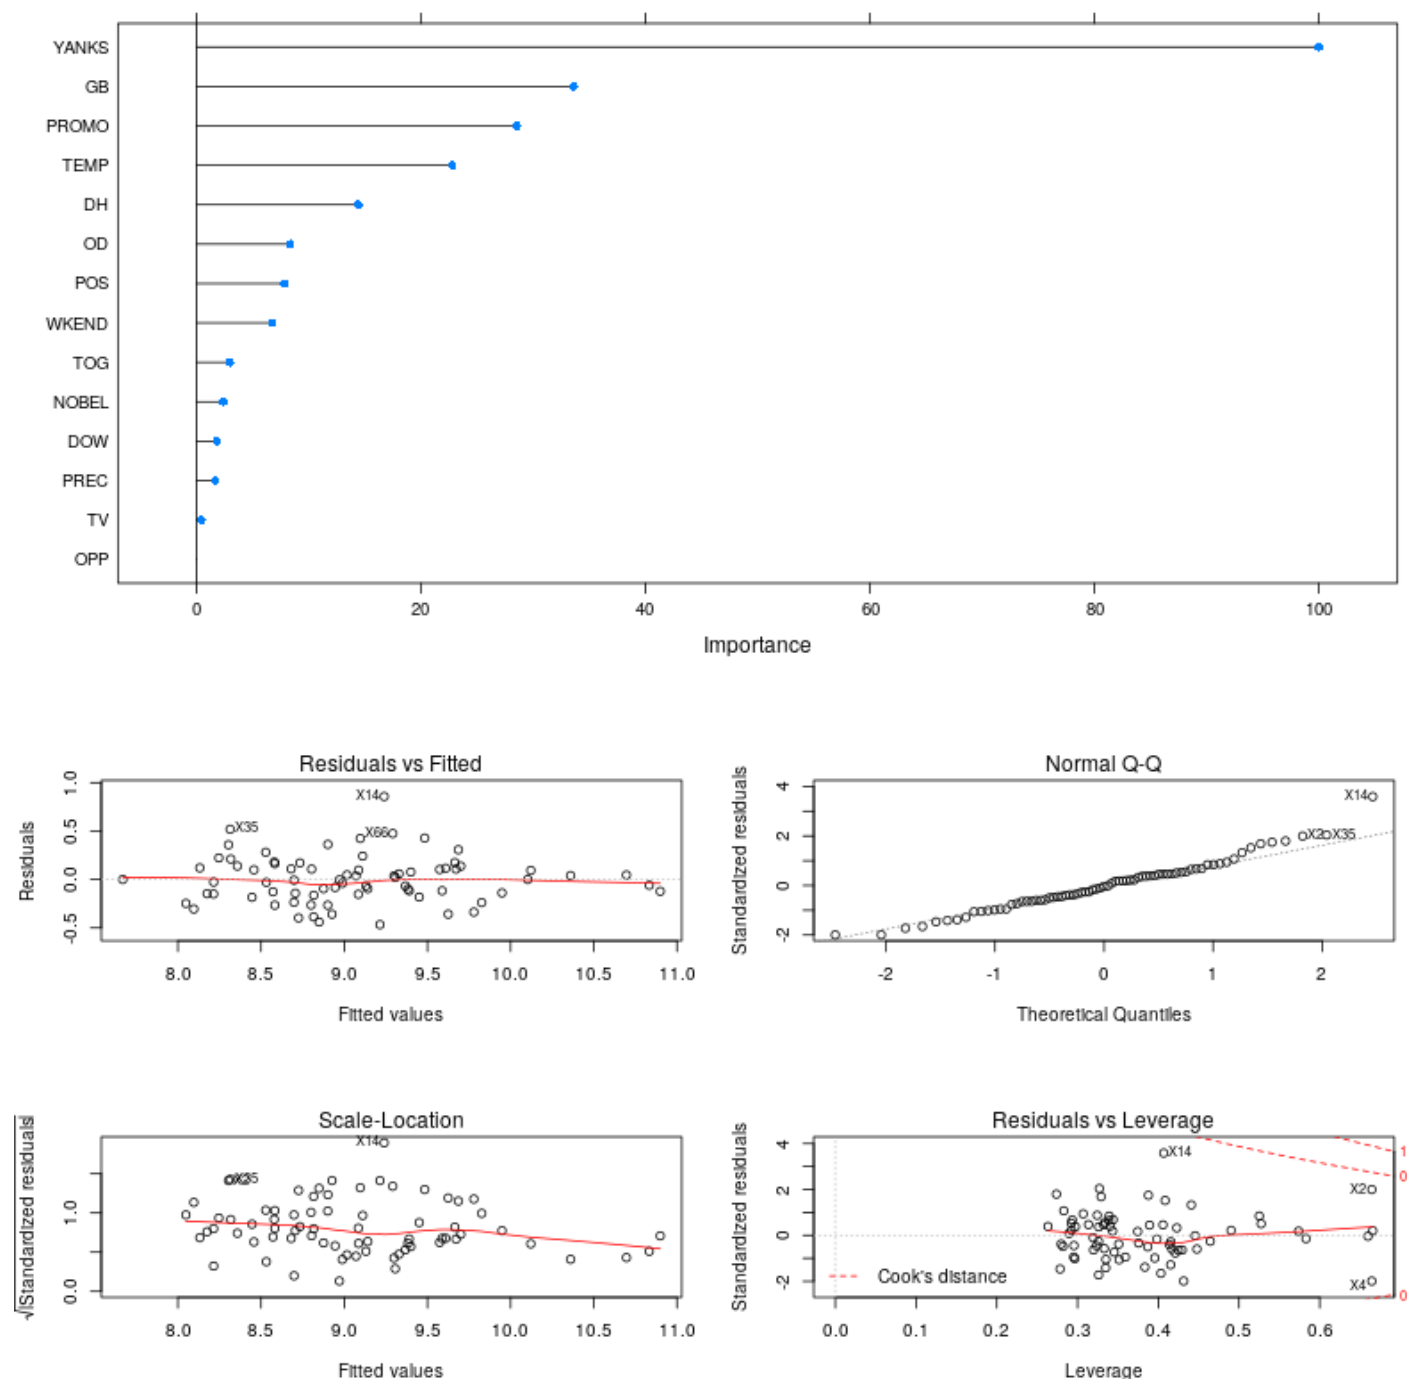 YANKS
GB
PROMO
TEMP
DH
OD
POS
WKEND
TOG
NOBEL
DOW
PREC
TV
OPP
0 20 40 60 80 100
Importance
Residuals vs Fitted
Residuals
-0.5 0.0 0.5 1.0
X14
X35
X66
8.0 8.5 9.0 9.5 10.0 10.5 11.0
Fitted values
Normal Q-Q
Standardized residuals
-2 0 2 4
X14
X2 X35
-2 -1 0 1 2
Theoretical Quantiles
Scale-Location
√|Standardized residuals|
0.0 1.0
X14
X35
8.0 8.5 9.0 9.5 10.0 10.5 11.0
Fitted values
Residuals vs Leverage
Standardized residuals
-2 0 2 4
X14
X2
X4
1
0
0
Cook's distance
0.0 0.1 0.2 0.3 0.4 0.5 0.6
Leverage